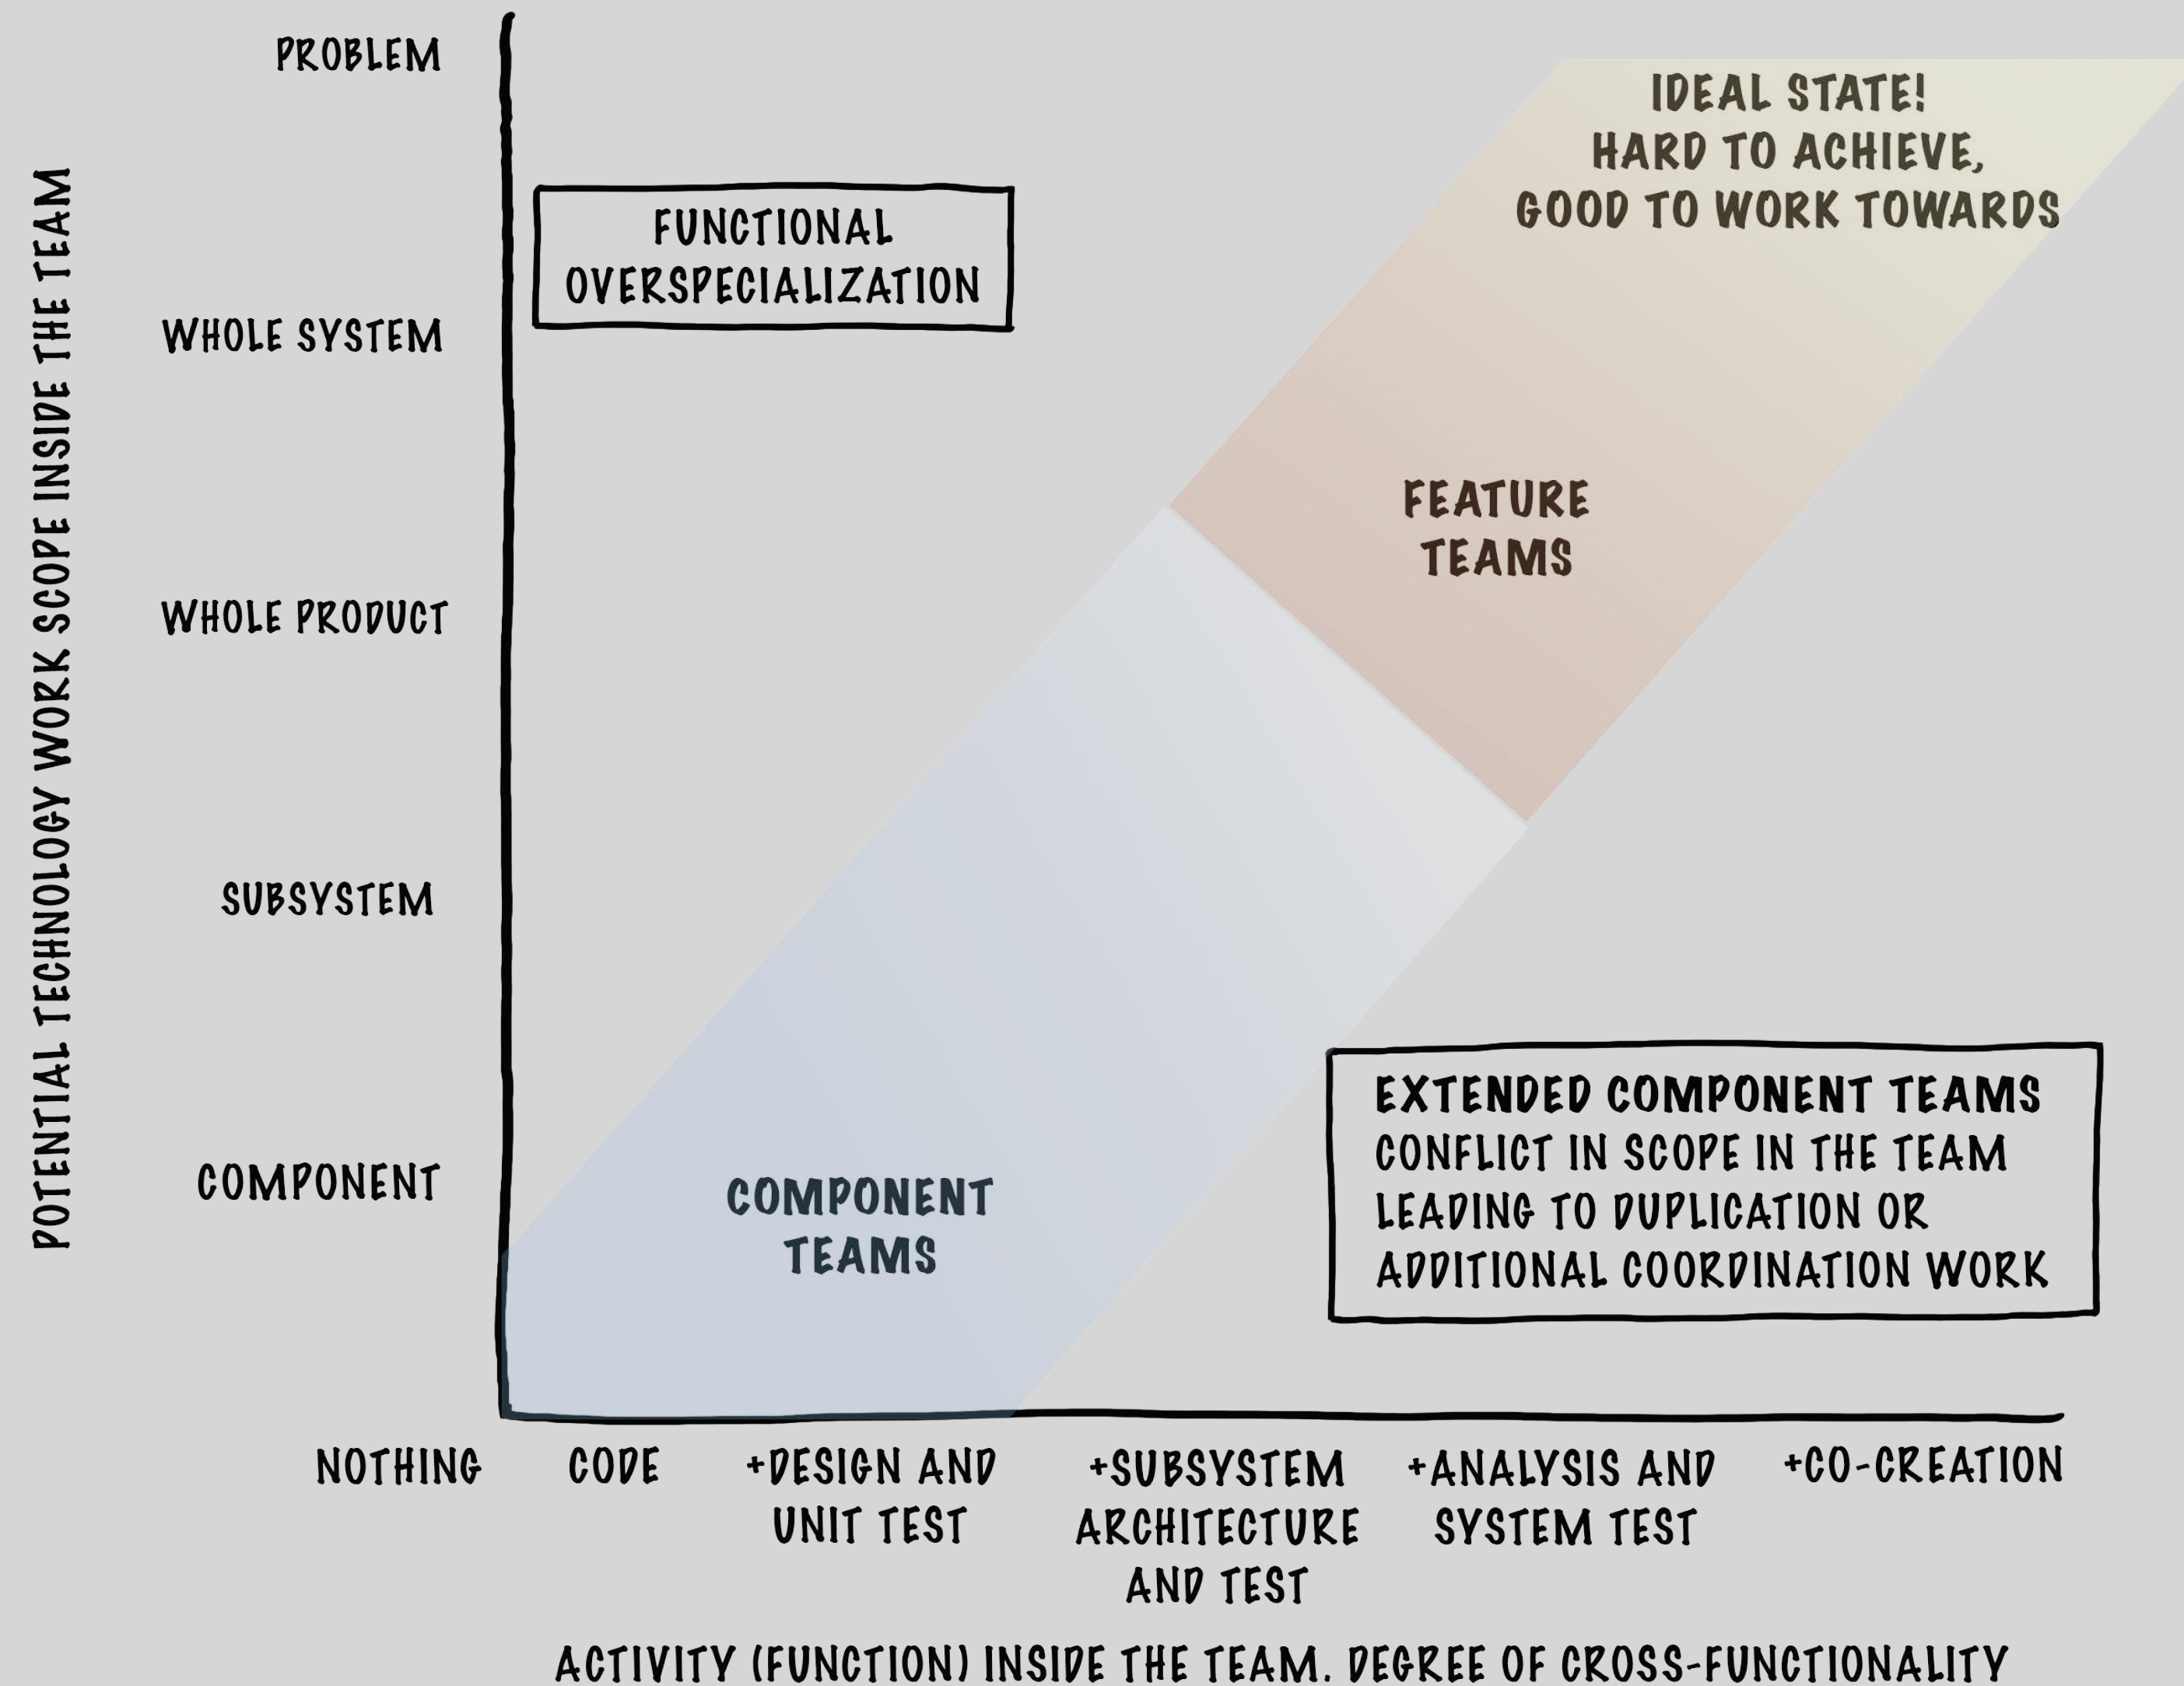 PROBLEM
IDEAL STATE!
HARD TO ACHIEVE,
GOOD TO WORK TOWARDS
FUNCTIONAL
OVERSPECIALIZATION
WHOLE SYSTEM
FEATURE
TEAMS
WHOLE PRODUCT
POTENTIAL TECHNOLOGY WORK SCOPE INSIDE THE TEAM
SUBSYSTEM
COMPONENT
COMPONENT
TEAMS
EXTENDED COMPONENT TEAMS
CONFLICT IN SCOPE IN THE TEAM
LEADING TO DUPLICATION OR
ADDITIONAL COORDINATION WORK
NOTHING
CODE
+DESIGN AND
UNIT TEST
+SUBSYSTEM
ARCHITECTURE
AND TEST
+ANALYSIS AND
SYSTEM TEST
+CO-CREATION
ACTIVITY (FUNCTION) INSIDE THE TEAM. DEGREE OF CROSS-FUNCTIONALITY